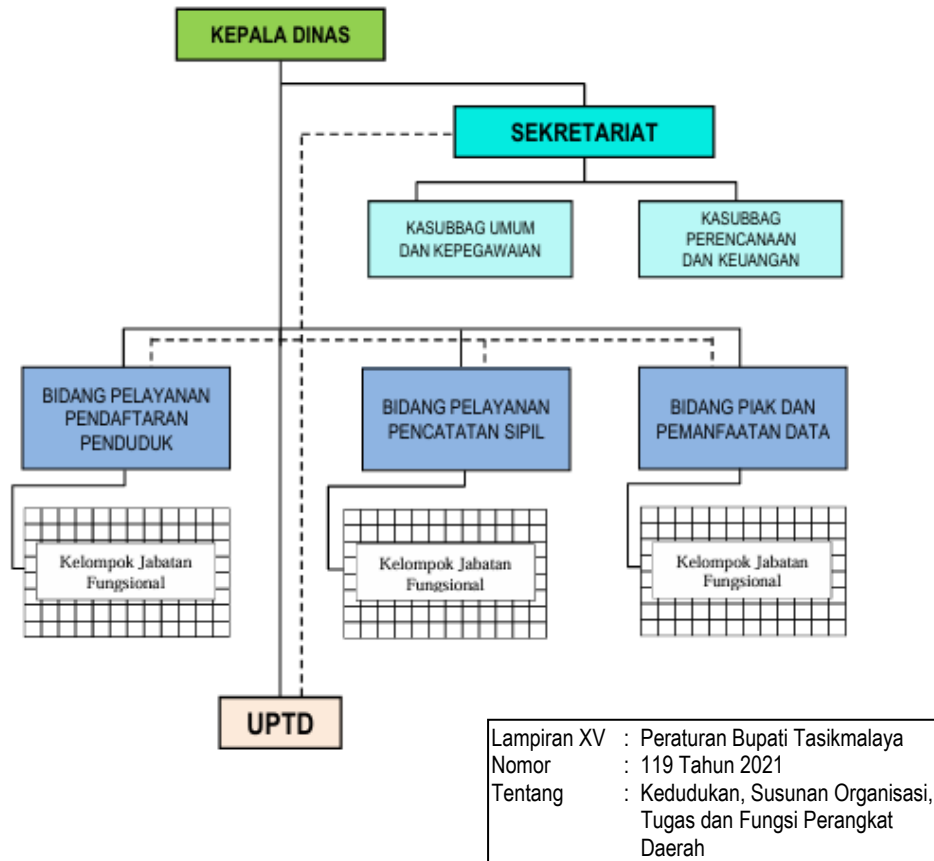 KEPALA DINAS
SEKRETARIAT
KASUBBAG UMUM
DAN KEPEGAWAIAN
KASUBBAG
PERENCANAAN
DAN KEUANGAN
BIDANG PELAYANAN
PENDAFTARAN
PENDUDUK
BIDANG PELAYANAN
PENCATATAN SIPIL
BIDANG PIAK DAN
PEMANFAATAN DATA
Kelompok Jabatan
Fungsional
Kelompok Jabatan
Fungsional
Kelompok Jabatan
Fungsional
UPTD
Lampiran XV : Peraturan Bupati Tasikmalaya
Nomor : 119 Tahun 2021
Tentang : Kedudukan, Susunan Organisasi,
Tugas dan Fungsi Perangkat
Daerah